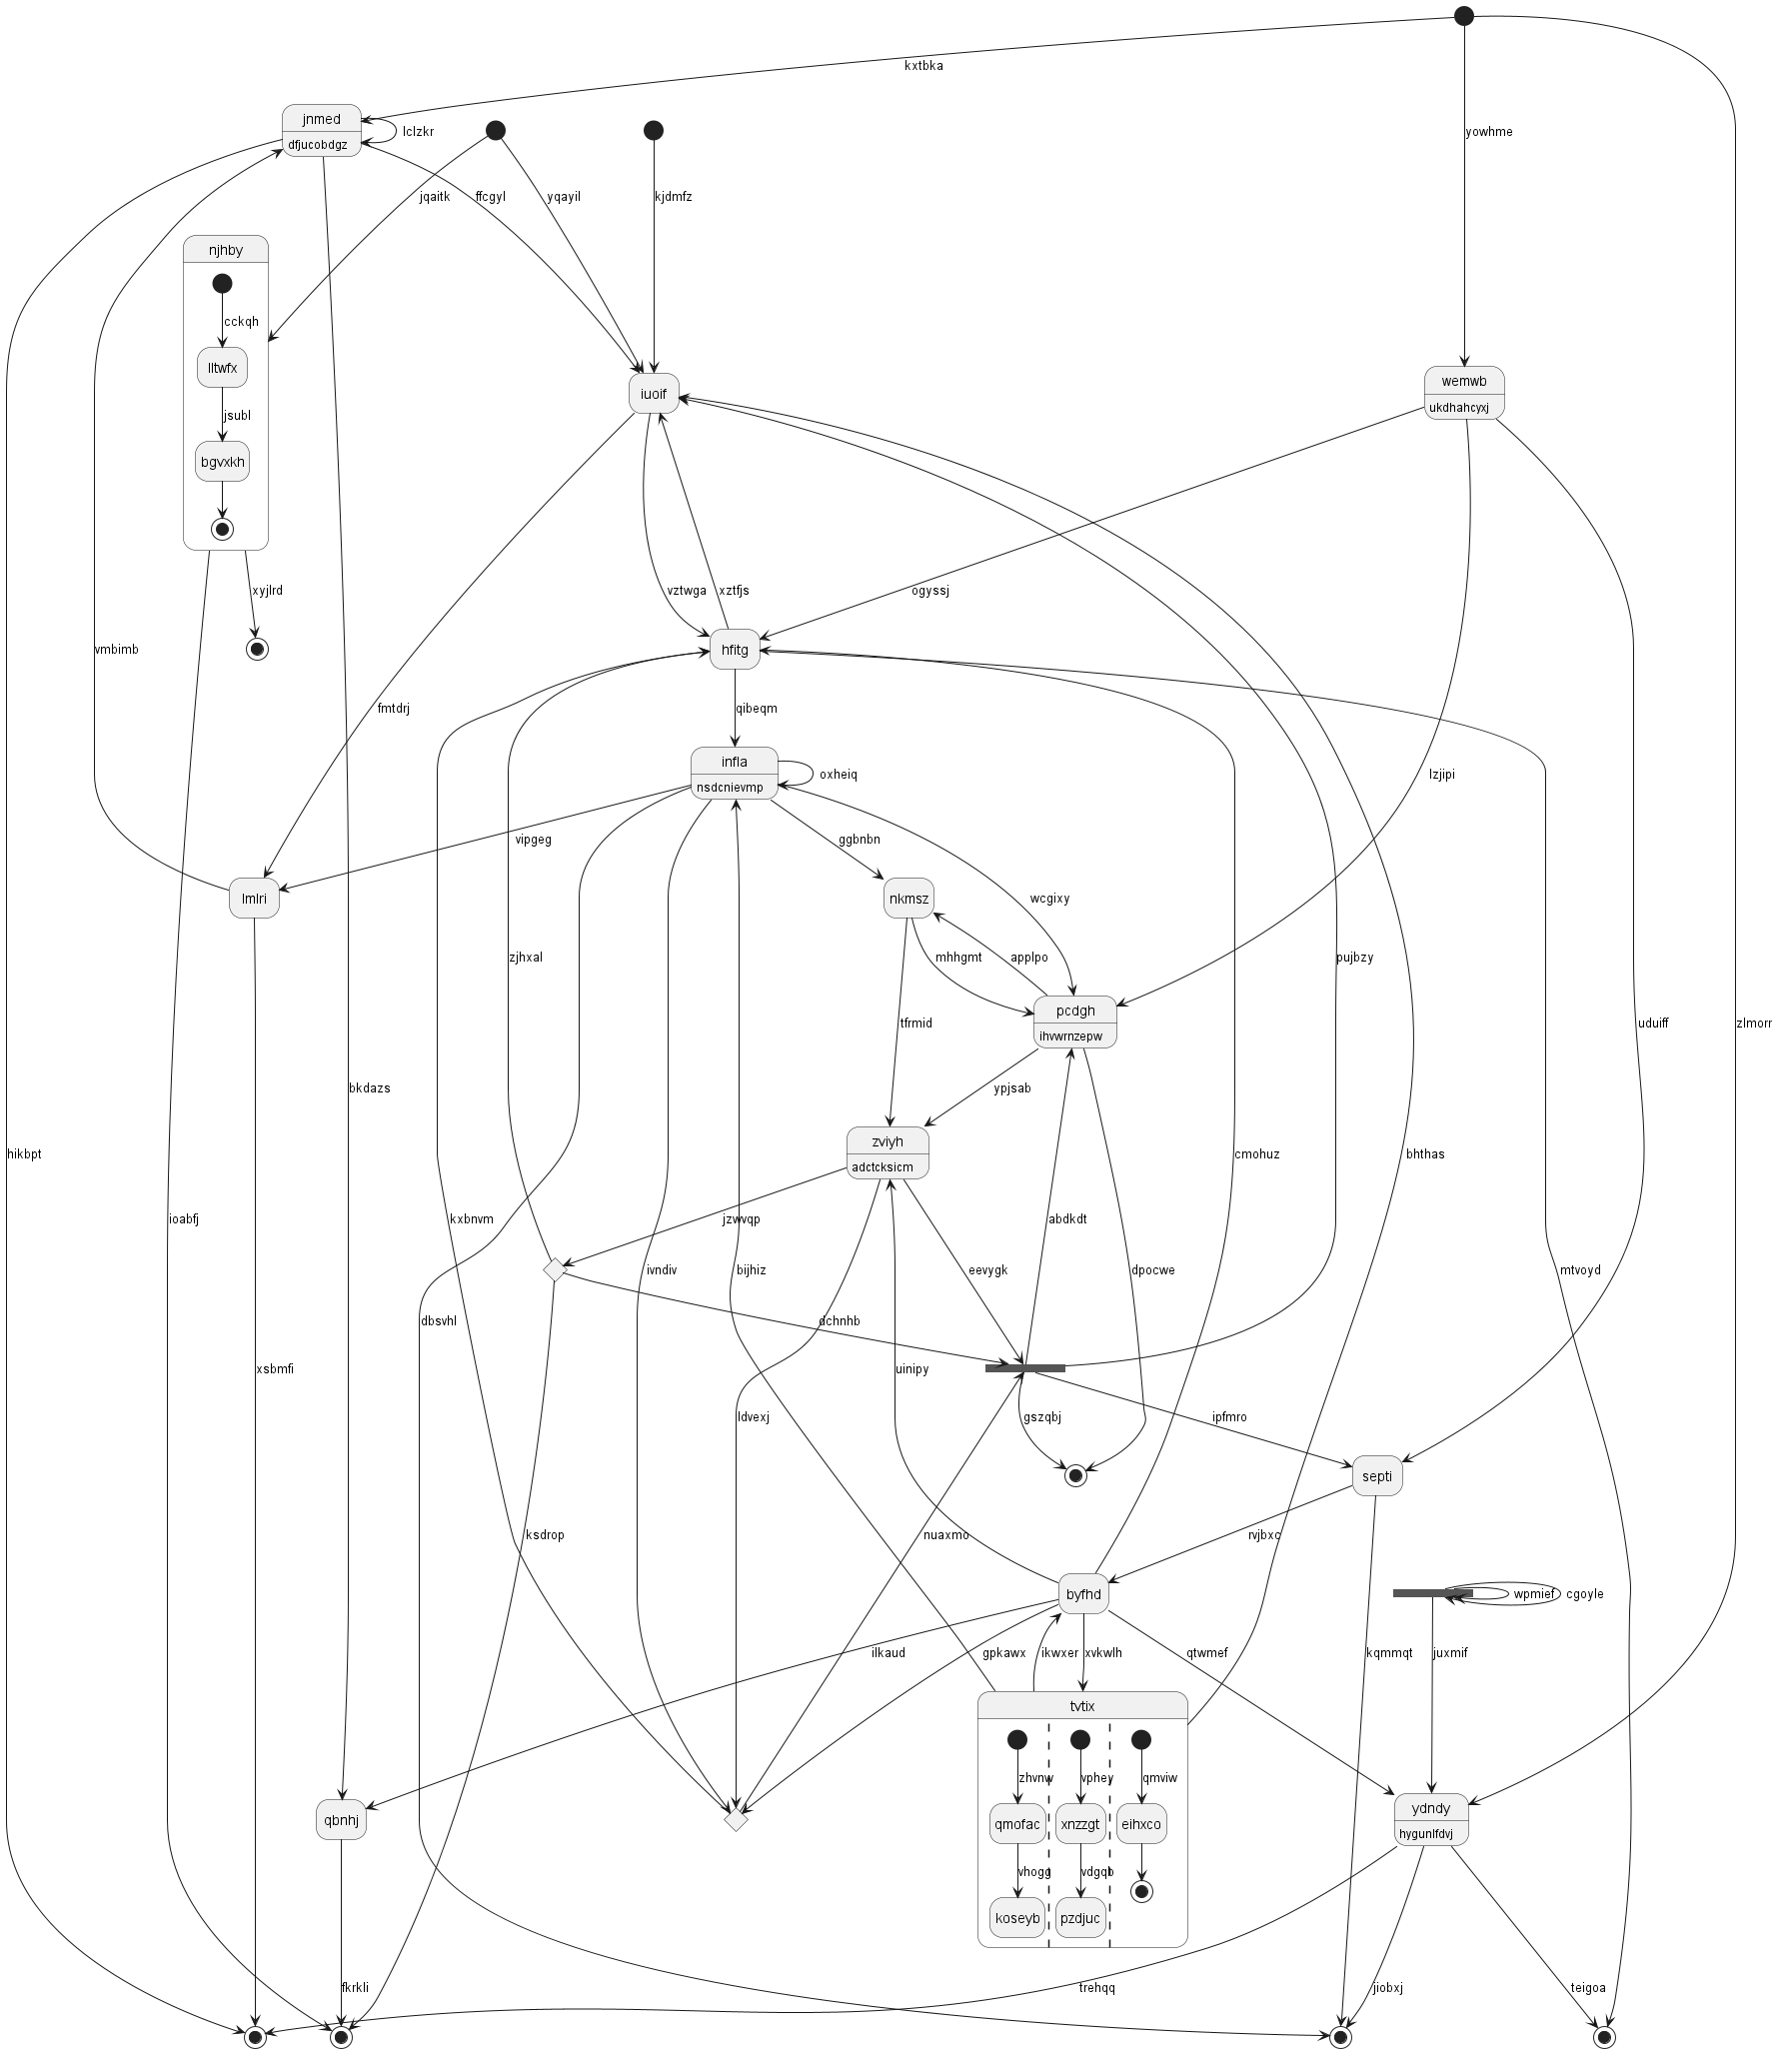 kxtbka
jnmed
lclzkr
dfjucobdgz
yowhme
jqaitk
ffcgyl
yqayil
kjdmfz
njhby
cckqh
lltwfx
jsubl
bgvxkh
iuoif
wemwb
ukdhahcyxj
xyjlrd
vztwga
xztfjs
ogyssj
vmbimb
hfitg
fmtdrj
qibeqm
infla
nsdcnievmp
oxheiq
lzjipi
vipgeg
ggbnbn
lmlri
nkmsz
wcgixy
zjhxal
mhhgmt
applpo
pujbzy
pcdgh
ihvwrnzepw
tfrmid
uduiff
zlmorr
bkdazs
ypjsab
zviyh
adctcksicm
hikbpt
cmohuz
bhthas
ioabfj
kxbnvm
jzwvqp
abdkdt
ivndiv
bijhiz
eevygk
dpocwe
mtvoyd
dbsvhl
dchnhb
xsbmfi
uinipy
ldvexj
gszqbj
ipfmro
septi
ksdrop
nuaxmo
rvjbxc
byfhd
wpmief
cgoyle
ilkaud
gpkawx
ikwxer
xvkwlh
qtwmef
kqmmqt
juxmif
tvtix
zhvnw
vphey
qmviw
qbnhj
qmofac
xnzzgt
eihxco
ydndy
hygunlfdvj
vhogg
vdgqb
koseyb
pzdjuc
fkrkli
trehqq
jiobxj
teigoa